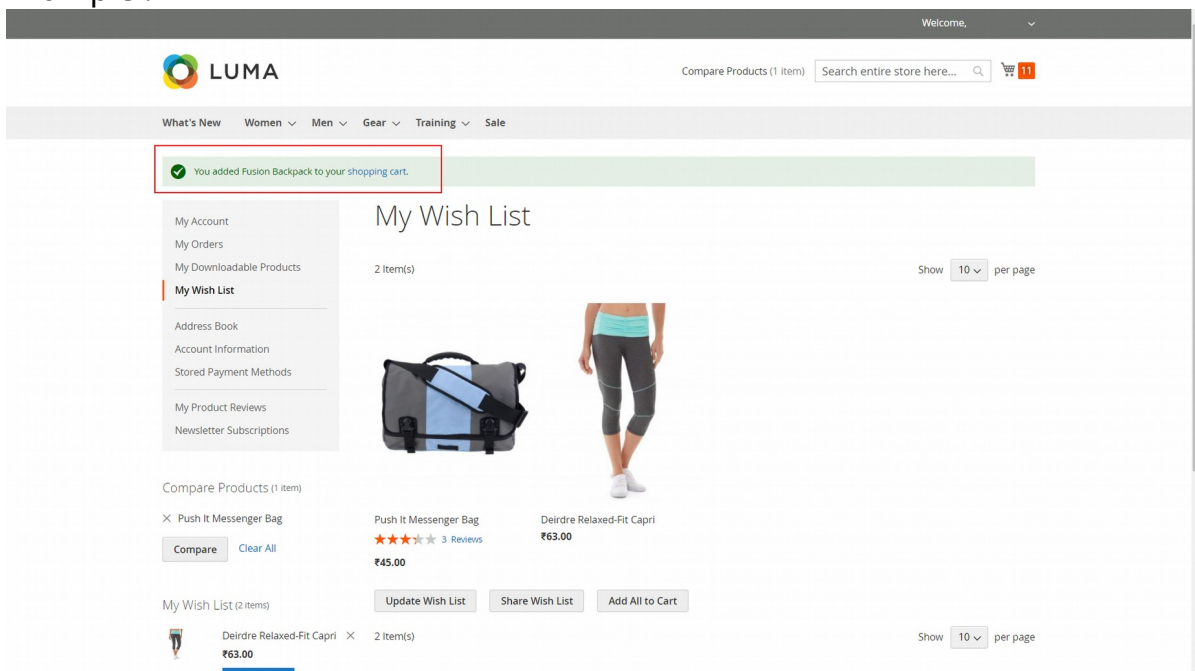 Welcome,
LUMA
Compare Products (1 item)
Search entire store here...
11
What's New Women Men Gear Training Sale
You added Fusion Backpack to your shopping cart.
My Account
My Orders
My Downloadable Products
My Wish List
Address Book
Account Information
Stored Payment Methods
My Product Reviews
Newsletter Subscriptions
My Wish List
2 Item(s)
Show 10 per page
Push It Messenger Bag
3 Reviews
₹45.00
Deirdre Relaxed-Fit Capri
₹63.00
Update Wish List Share Wish List Add All to Cart
2 Item(s)
Show 10 per page
Compare Products (1 item)
Push It Messenger Bag
Compare Clear All
My Wish List (2 items)
Deirdre Relaxed-Fit Capri
₹63.00